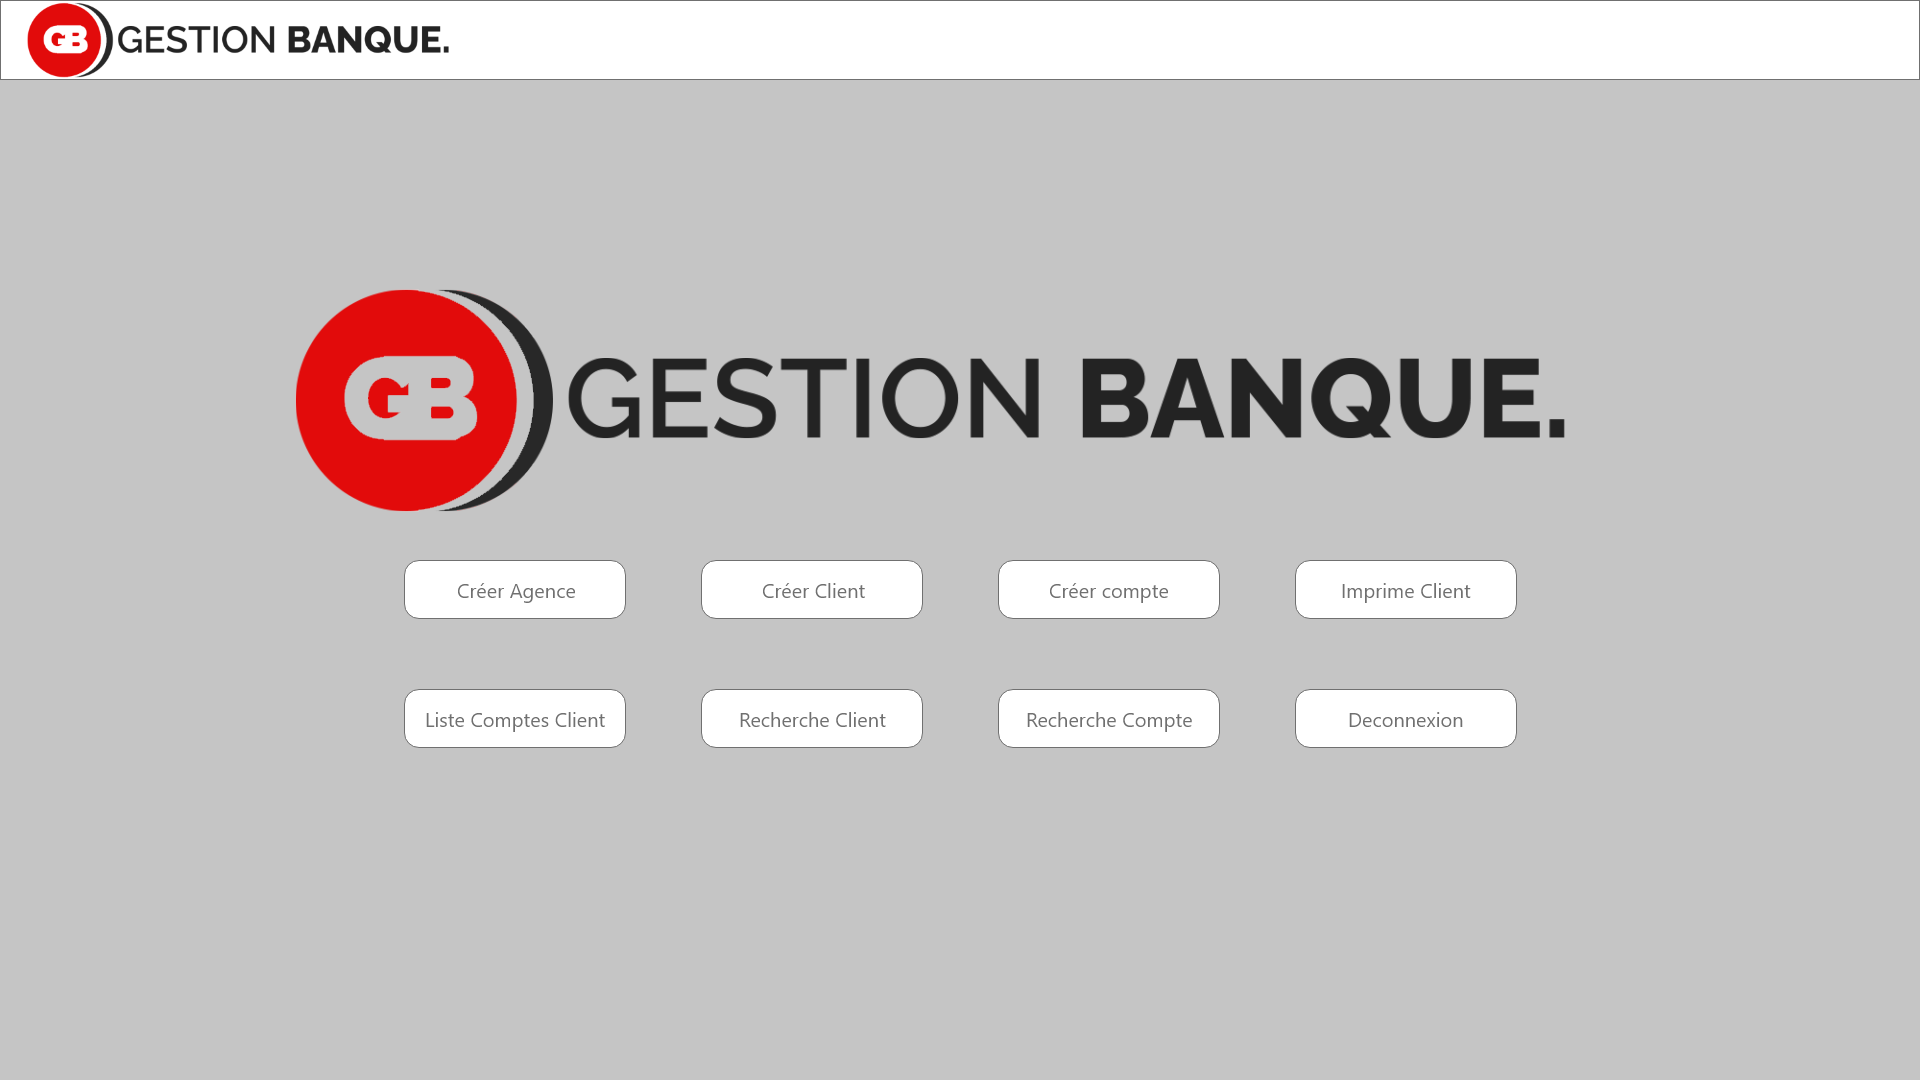 GB GESTION BANQUE.
GB GESTION BANQUE.
Créer Agence
Créer Client
Créer compte
Imprime Client
Liste Comptes Client
Recherche Client
Recherche Compte
Deconnexion